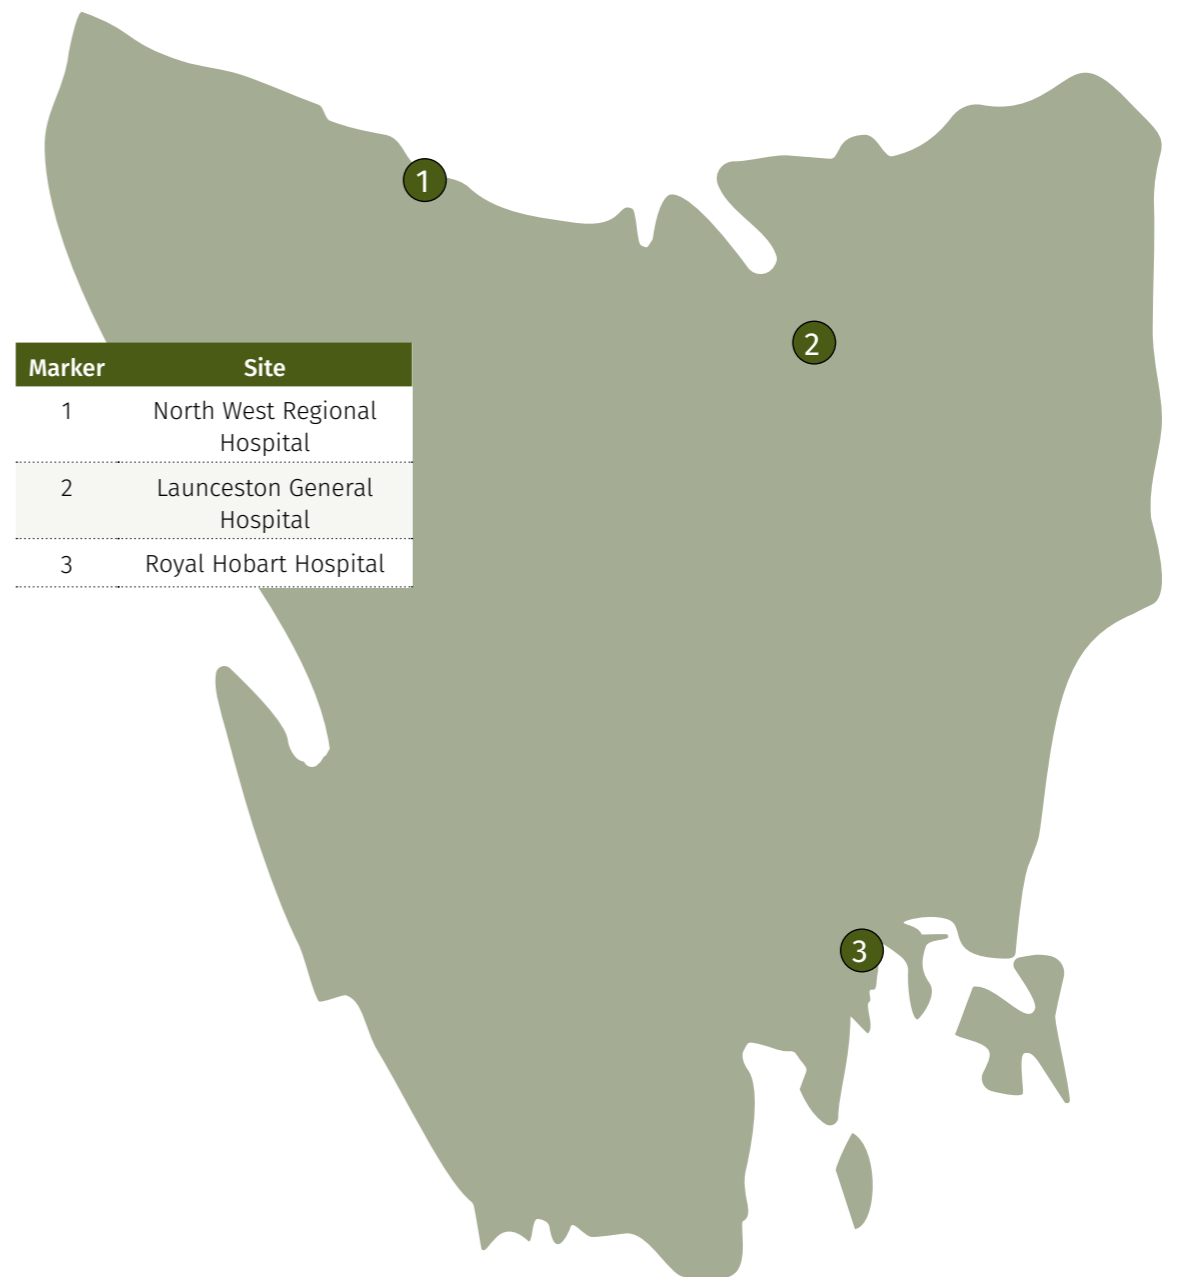 1
2
Marker Site
1 North West Regional
Hospital
2 Launceston General
Hospital
3 Royal Hobart Hospital
3